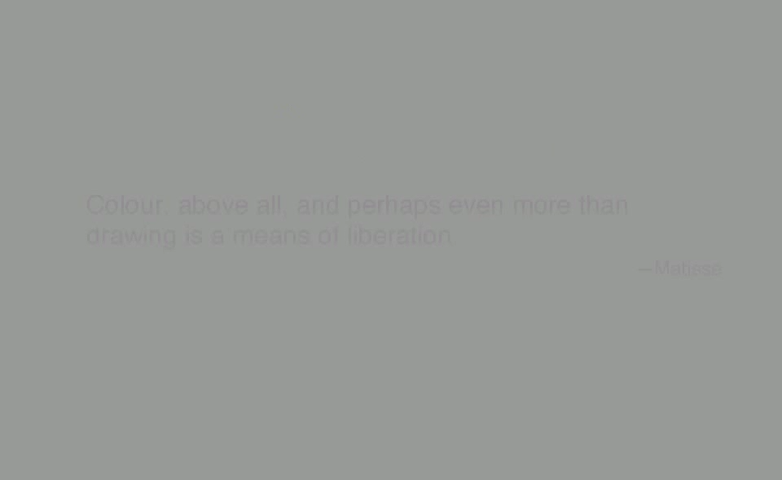 Colour, above all, and perhaps even more than
drawing is a means of liberation.
—Matisse